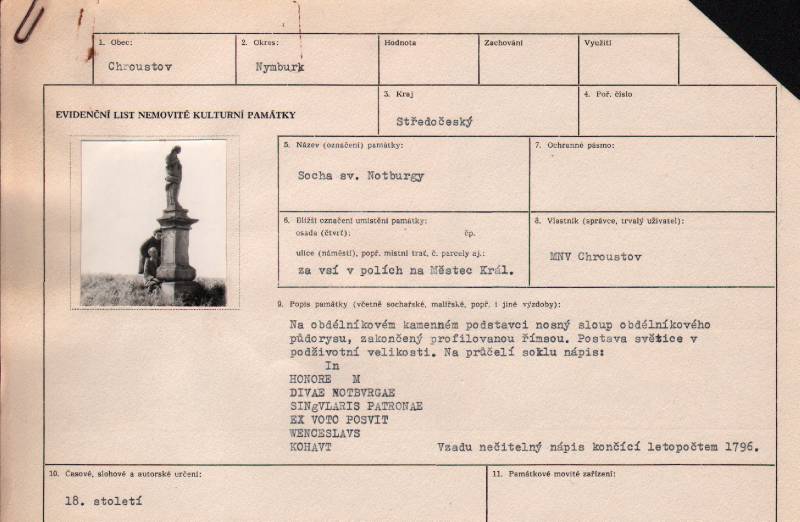 1. Obec:
Chroustov
2. Okres:
Nymburk
Hodnota
Zachování
Využití
EVIDENČNÍ LIST NEMOVITÉ KULTURNÍ PAMÁTKY
3. Kraj
Středočeský
4. Poř. číslo
5. Název (označení) památky:
Socha sv. Notburgy
7. Ochranné pásmo:
6. Bližší označení umístění památky:
osada (čtvrť): čp.
ulice (náměstí), popř. místní trať, č. parcely aj.:
za vsí v polích na Městec Král.
8. Vlastník (správce, trvalý uživatel):
MNV Chroustov
9. Popis památky (včetně sochařské, malířské, popř. i jiné výzdoby):
Na obdélníkovém kamenném podstavci nosný sloup obdélníkového
půdorysu, zakončený profilovanou římsou. Postava světice v
podživotní velikosti. Na průčelí soklu nápis:
In
HONORE M
DIVAE NOTBVRGAE
SINgVLARIS PATRONAE
EX VOTO POSVIT
WENCESLAVS
KOHAVT Vzadu nečitelný nápis končící letopočtem 1796.
10. Časové, slohové a autorské určení:
18. století
11. Památkové movité zařízení: